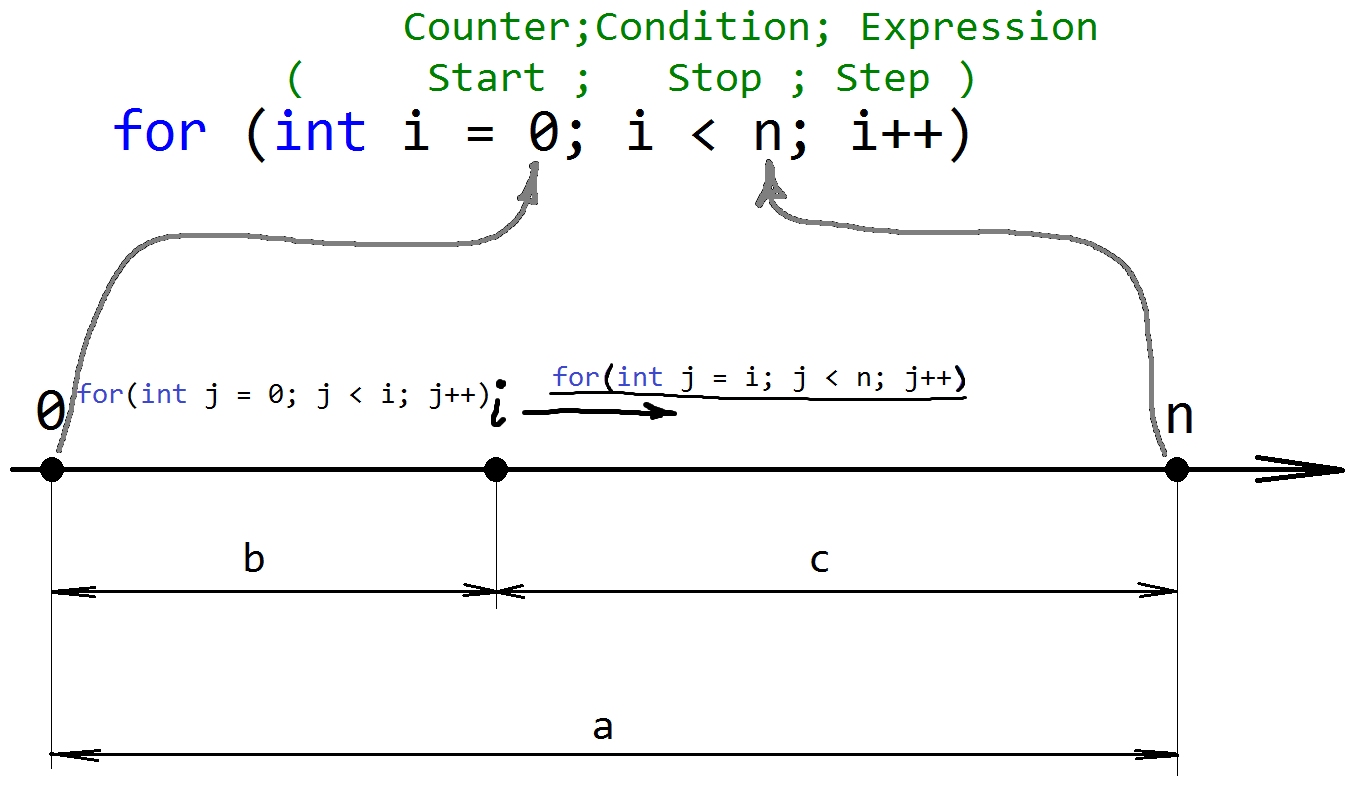 Counter;Condition; Expression
( Start ; Stop ; Step )
for (int i = 0; i < n; i++)
for(int j = i; j < n; j++)
0 for(int j = 0; j < i; j++) i n
b c
a